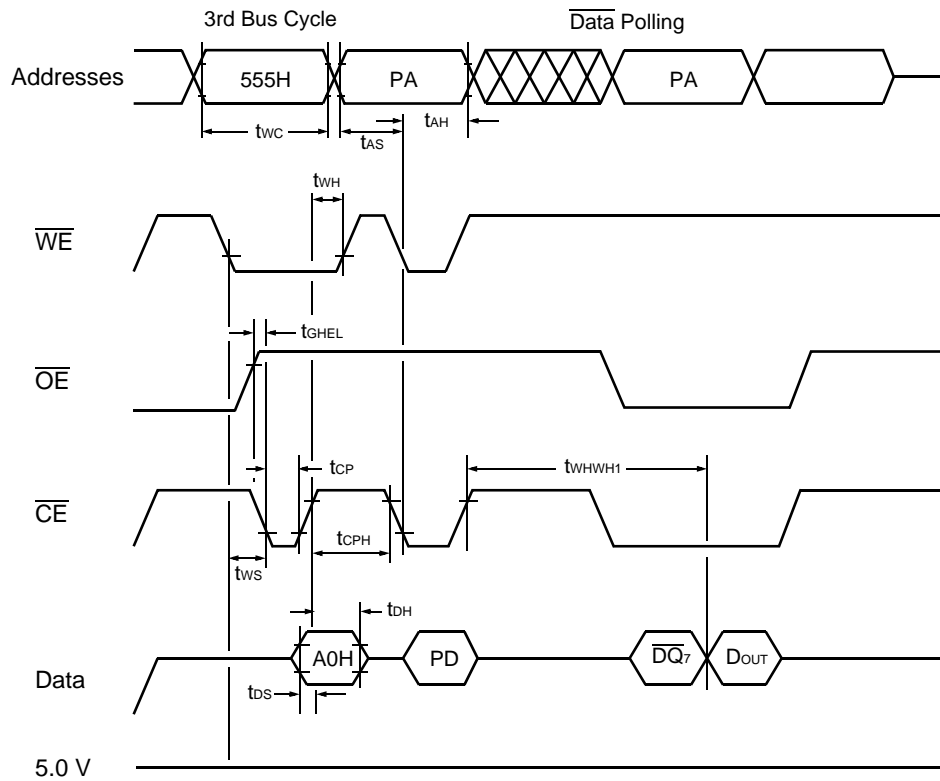 3rd Bus Cycle Data Polling
Addresses 555H PA PA
tWC tAS tAH
tWH
WE
tGHEL
OE
tCP tWHWH1
CE
tWS tCPH
tDH
Data A0H PD DQ7 DOUT
tDS
5.0 V